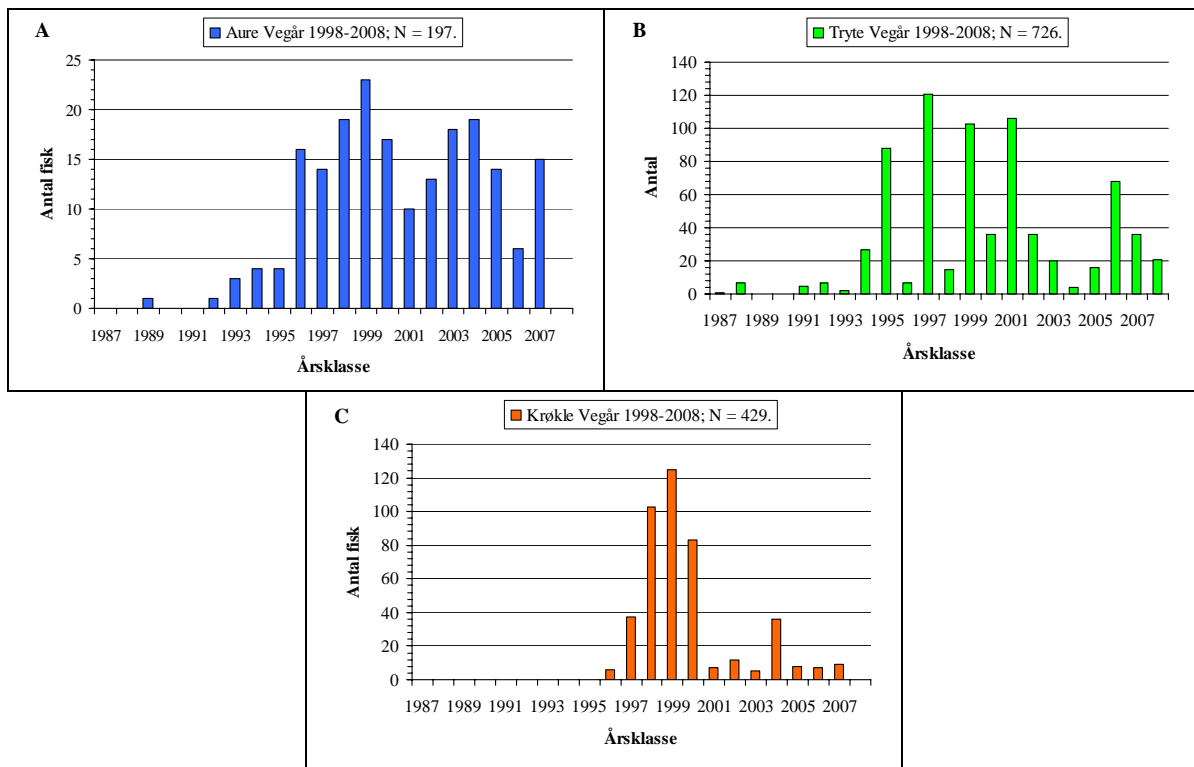 A
Aure Vegår 1998-2008; N = 197.
25
20
15
10
5
0
Antal fisk
1987 1989 1991 1993 1995 1997 1999 2001 2003 2005 2007
Årsklasse
B
Tryte Vegår 1998-2008; N = 726.
140
120
100
80
60
40
20
0
Antal
1987 1989 1991 1993 1995 1997 1999 2001 2003 2005 2007
Årsklasse
C
Krøkle Vegår 1998-2008; N = 429.
140
120
100
80
60
40
20
0
Antal fisk
1987 1989 1991 1993 1995 1997 1999 2001 2003 2005 2007
Årsklasse